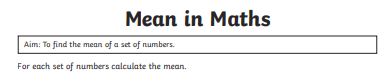 Mean in Maths
Aim: To find the mean of a set of numbers.
For each set of numbers calculate the mean.